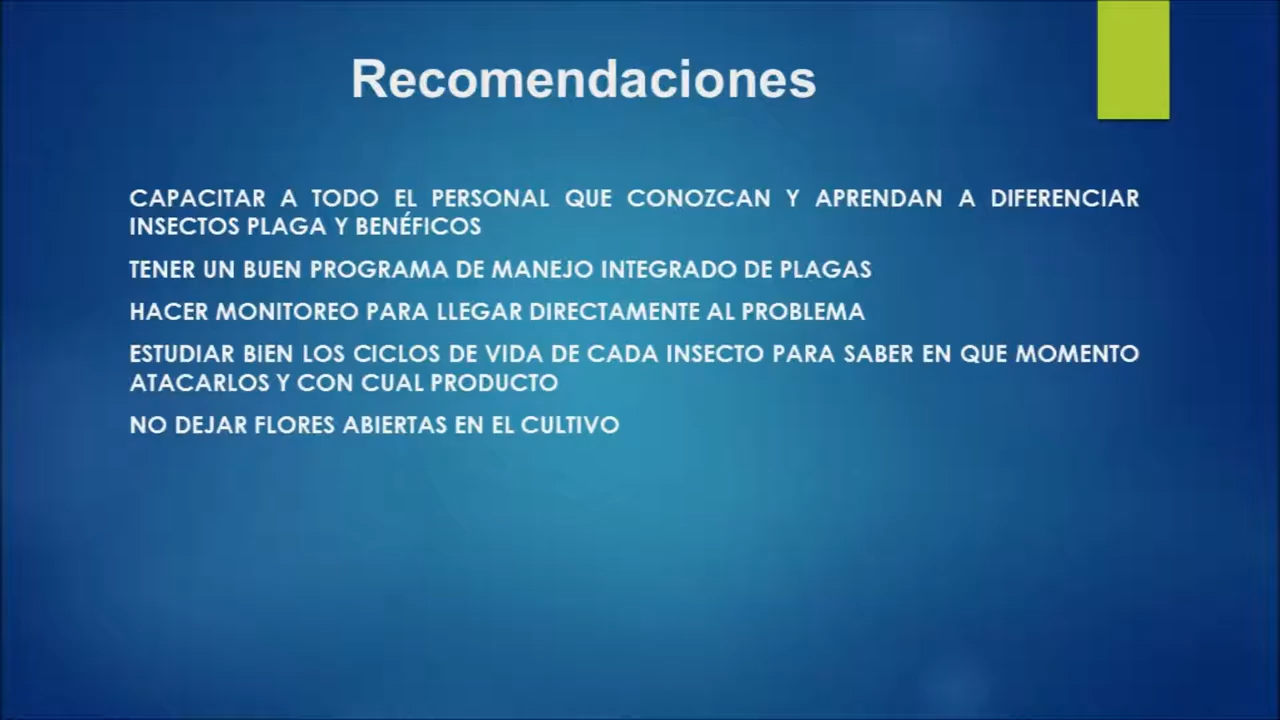 Recomendaciones
CAPACITAR A TODO EL PERSONAL QUE CONOZCAN Y APRENDAN A DIFERENCIAR
INSECTOS PLAGA Y BENÉFICOS
TENER UN BUEN PROGRAMA DE MANEJO INTEGRADO DE PLAGAS
HACER MONITOREO PARA LLEGAR DIRECTAMENTE AL PROBLEMA
ESTUDIAR BIEN LOS CICLOS DE VIDA DE CADA INSECTO PARA SABER EN QUE MOMENTO
ATACARLOS Y CON CUAL PRODUCTO
NO DEJAR FLORES ABIERTAS EN EL CULTIVO